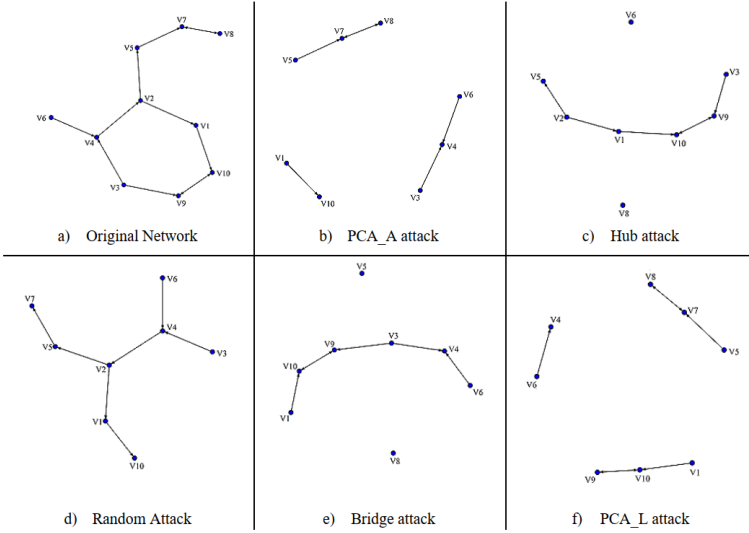 V7
V8
V5
V2
V6
V1
V4
V3
V10
V9
a) Original Network
V8
V7
V5
V6
V4
V1
V10
V3
b) PCA_A attack
V6
V3
V5
V2
V9
V1
V10
V8
c) Hub attack
V6
V7
V4
V5
V3
V2
V1
V10
d) Random Attack
V5
V3
V9
V4
V10
V6
V1
V8
e) Bridge attack
V8
V4
V7
V5
V6
V1
V9
V10
f) PCA_L attack